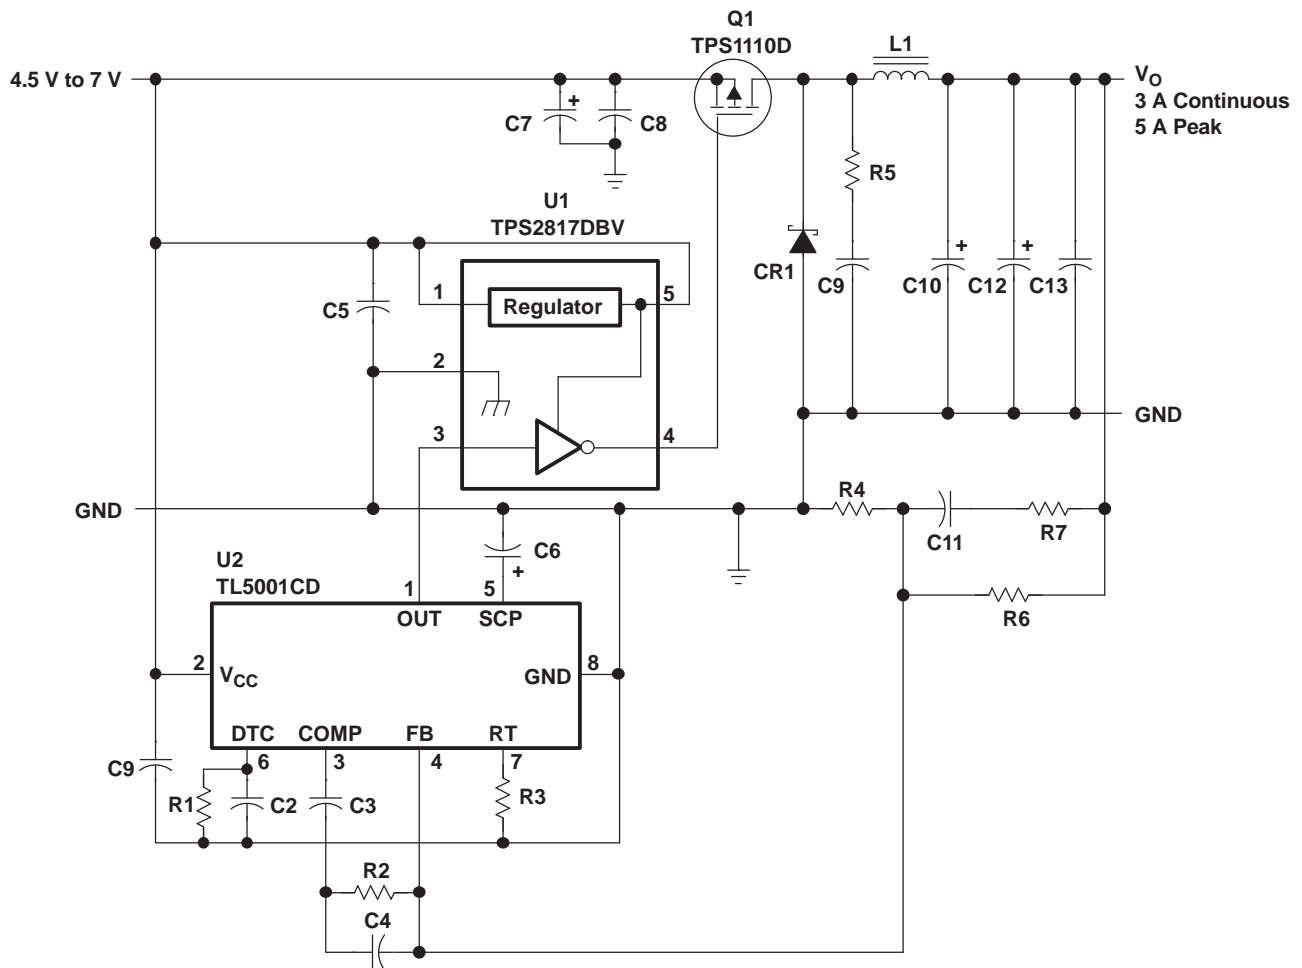 Q1
TPS1110D
L1
4.5 V to 7 V
VO
3 A Continuous
5 A Peak
C7
+
C8
R5
U1
TPS2817DBV
CR1
C9
+
C10
+
C12
C13
C5
1
Regulator
5
2
3
4
GND
GND
R4
C11
R7
R6
C6
+
U2
TL5001CD
1
5
OUT
SCP
2
VCC
GND
8
DTC
COMP
FB
RT
6
3
4
7
C9
R1
C2
C3
R3
R2
C4